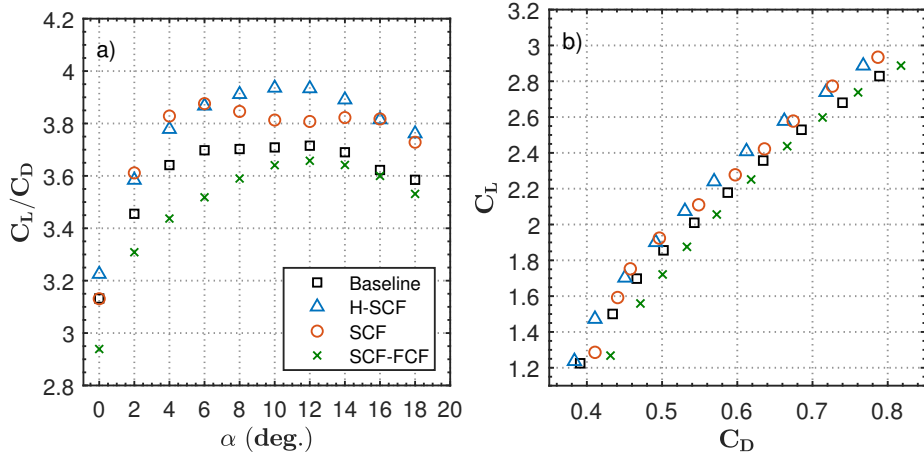 4.2
4
3.8
3.6
3.4
3.2
3
2.8
C_L/C_D
a)
Baseline
H-SCF
SCF
SCF-FCF
0 2 4 6 8 10 12 14 16 18 20
α (deg.)
3.2
3
2.8
2.6
2.4
2.2
2
1.8
1.6
1.4
1.2
C_L
b)
0.4 0.5 0.6 0.7 0.8
C_D